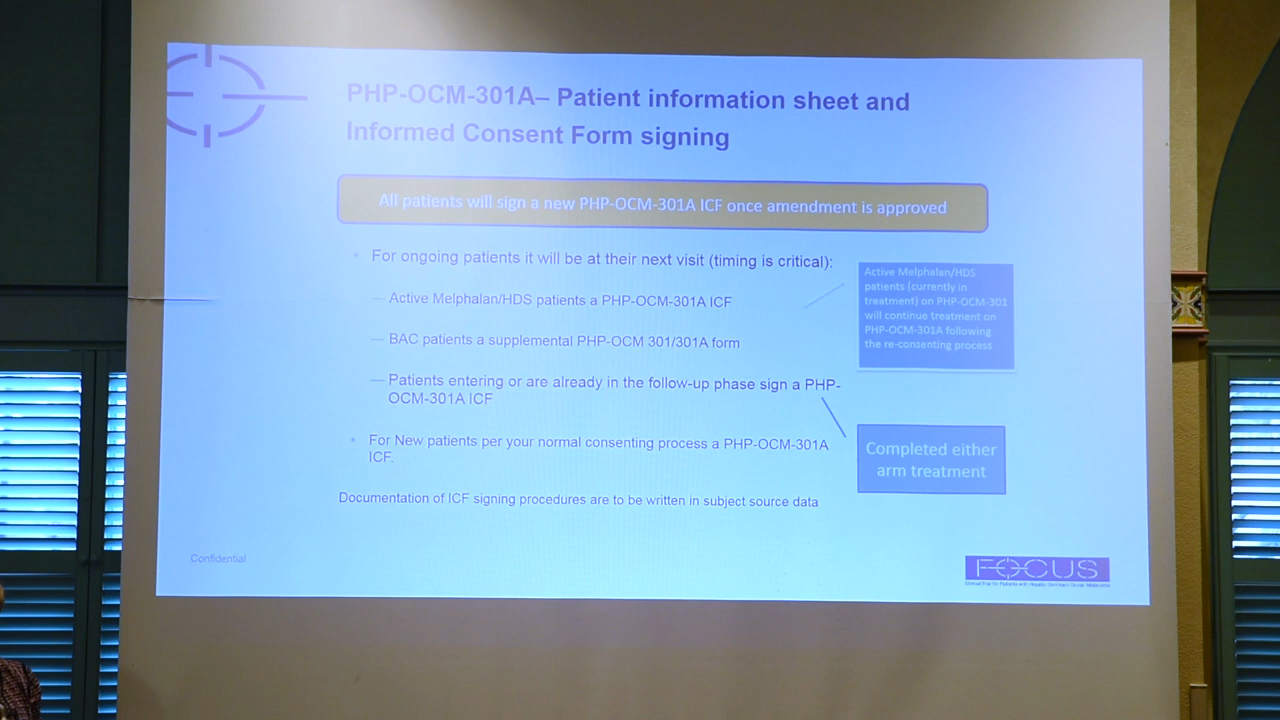 PHP-OCM-301A– Patient information sheet and
Informed Consent Form signing
All patients will sign a new PHP-OCM-301A ICF once amendment is approved
• For ongoing patients it will be at their next visit (timing is critical):
— Active Melphalan/HDS patients a PHP-OCM-301A ICF
— BAC patients a supplemental PHP-OCM 301/301A form
— Patients entering or are already in the follow-up phase sign a PHP-
OCM-301A ICF
• For New patients per your normal consenting process a PHP-OCM-301A
ICF.
Documentation of ICF signing procedures are to be written in subject source data
Active Melphalan/HDS
patients (currently in
treatment) on PHP-OCM-301
will continue treatment on
PHP-OCM-301A following
the re-consenting process
Completed either
arm treatment
Confidential
FOCUS